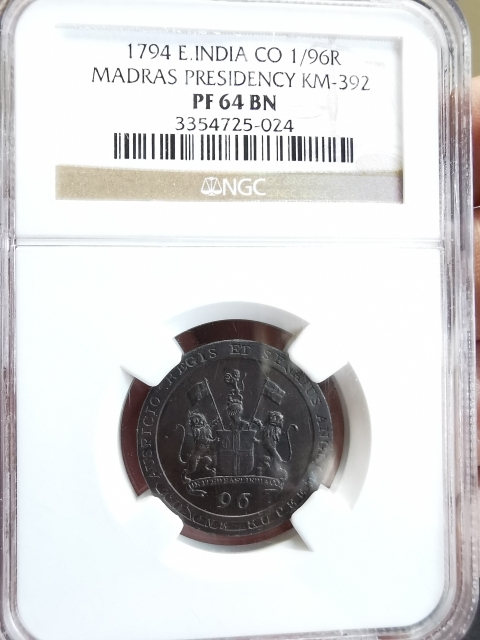 1794 E.INDIA CO 1/96R
MADRAS PRESIDENCY KM-392
PF 64 BN
3354725-024
NGC
AUSPICIO REGIS ET SENATUS
96